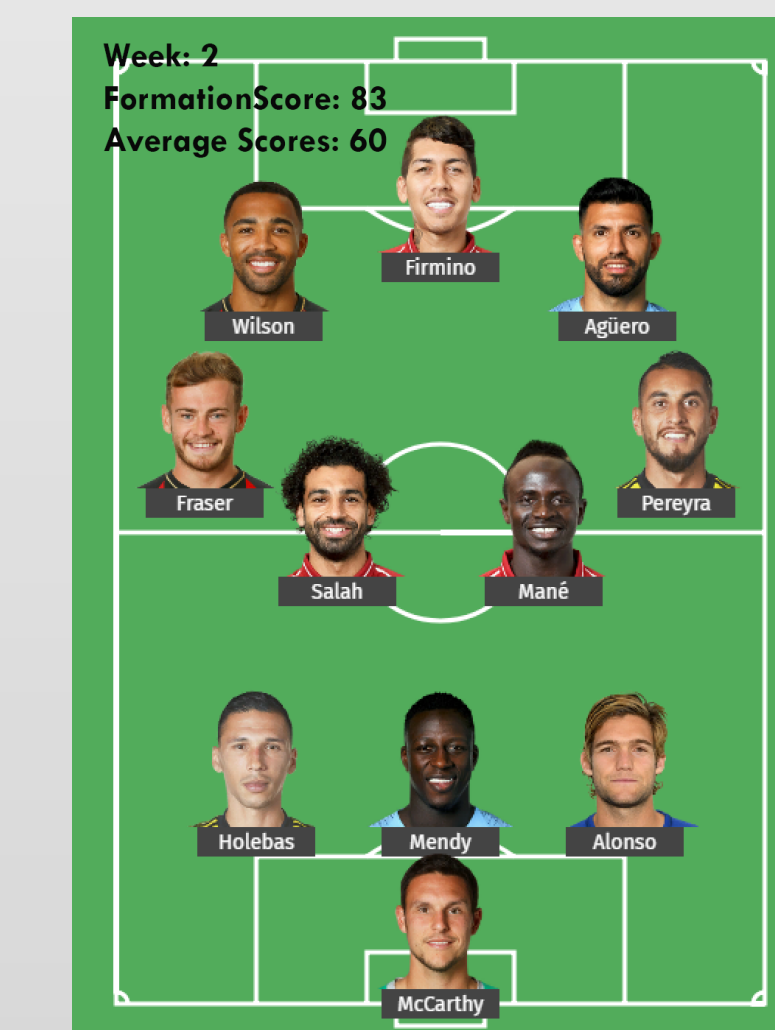 Week: 2
FormationScore: 83
Average Scores: 60
Firmino
Wilson
Agüero
Fraser
Pereyra
Salah
Mané
Holebas
Mendy
Alonso
McCarthy